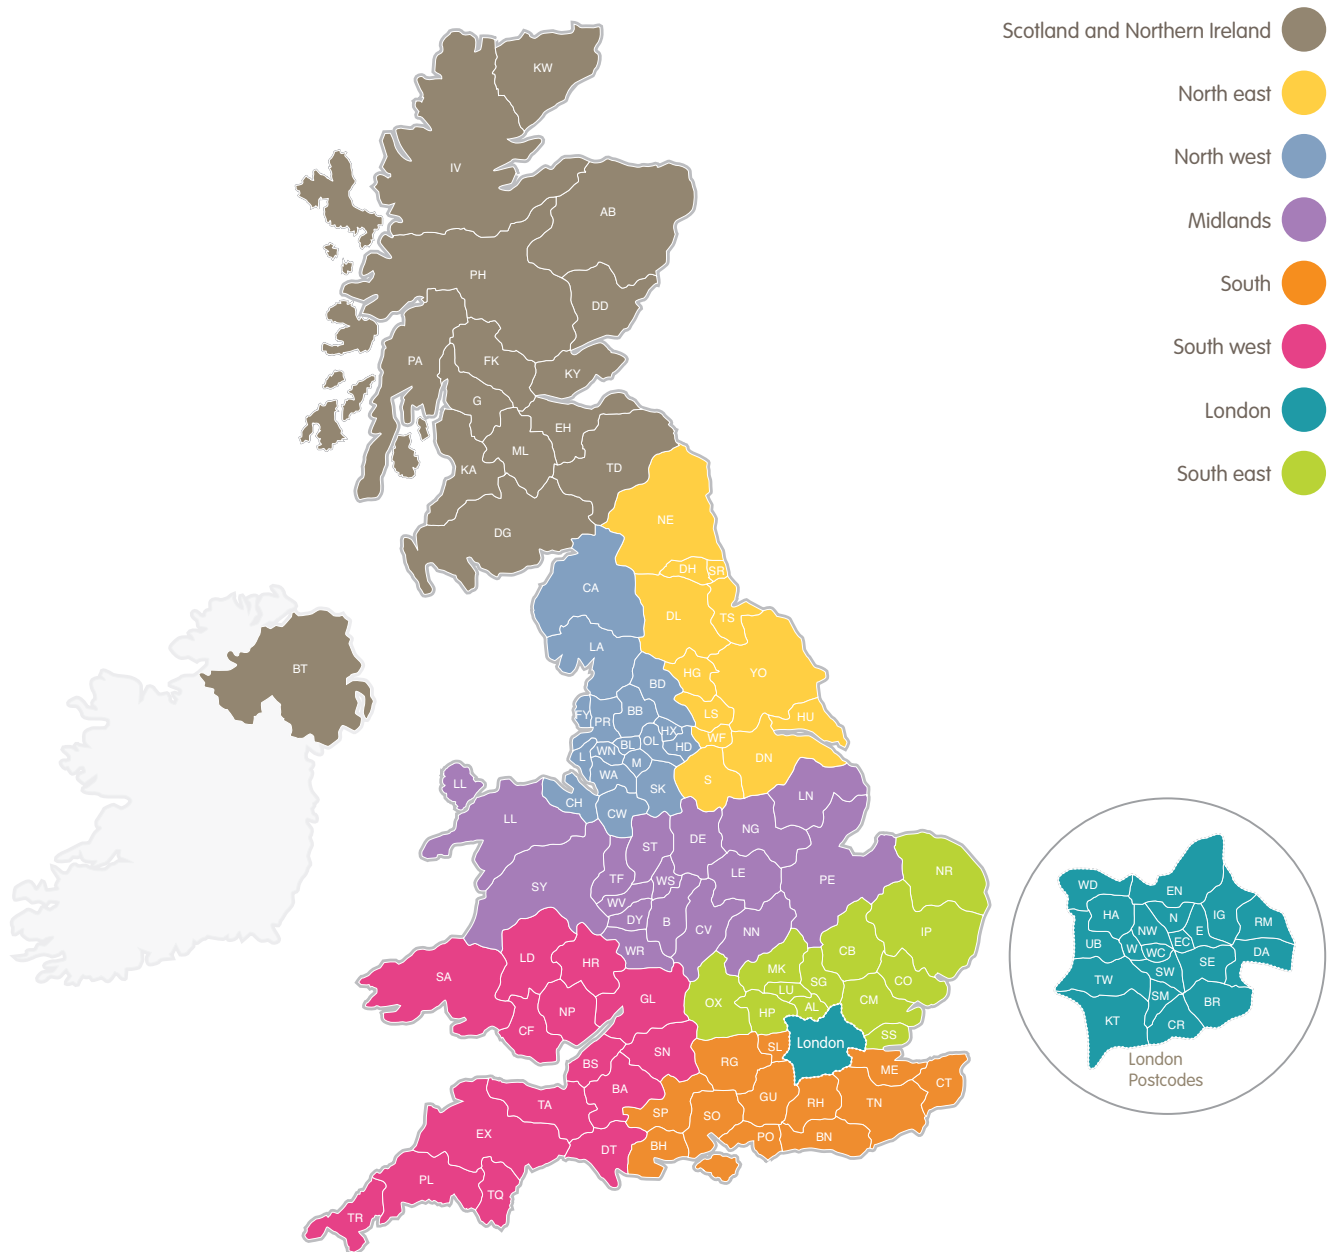 Scotland and Northern Ireland
North east
North west
Midlands
South
South west
London
South east
KW
IV
AB
PH
DD
PA
FK
KY
G
EH
ML
KA
TD
DG
NE
DH
SR
CA
DL
TS
LA
BT
HG
YO
BD
FY
PR
BB
LS
HU
HX
WF
OL
HD
BL
WN
L
M
DN
WA
S
SK
LL
CH
CW
LN
LL
NG
DE
ST
LE
NR
TF
WS
PE
SY
WV
DY
B
CV
NN
IP
WR
CB
LD
HR
SA
MK
SG
CO
LU
GL
OX
HP
AL
CM
NP
CF
SS
London
SL
SN
RG
BS
ME
CT
BA
GU
RH
TN
TA
SP
SO
EX
PO
BN
DT
BH
PL
TQ
TR
WD
EN
HA
N
IG
RM
NW
E
UB
W
WC
EC
DA
SE
TW
SW
SM
BR
KT
CR
London
Postcodes